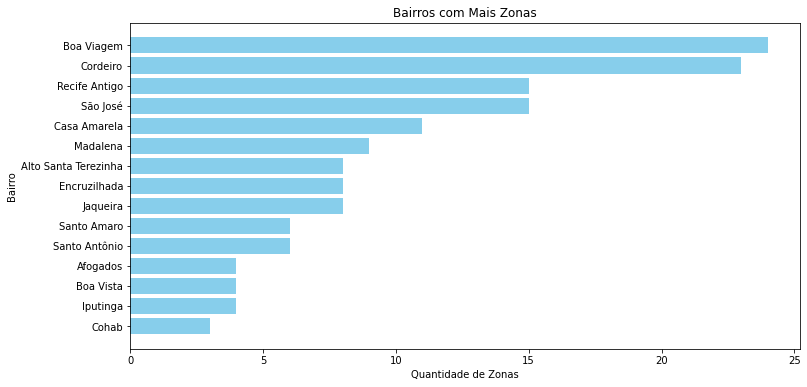 Bairros com Mais Zonas
Bairro
Boa Viagem
Cordeiro
Recife Antigo
São José
Casa Amarela
Madalena
Alto Santa Terezinha
Encruzilhada
Jaqueira
Santo Amaro
Santo Antônio
Afogados
Boa Vista
Iputinga
Cohab
0 5 10 15 20 25
Quantidade de Zonas